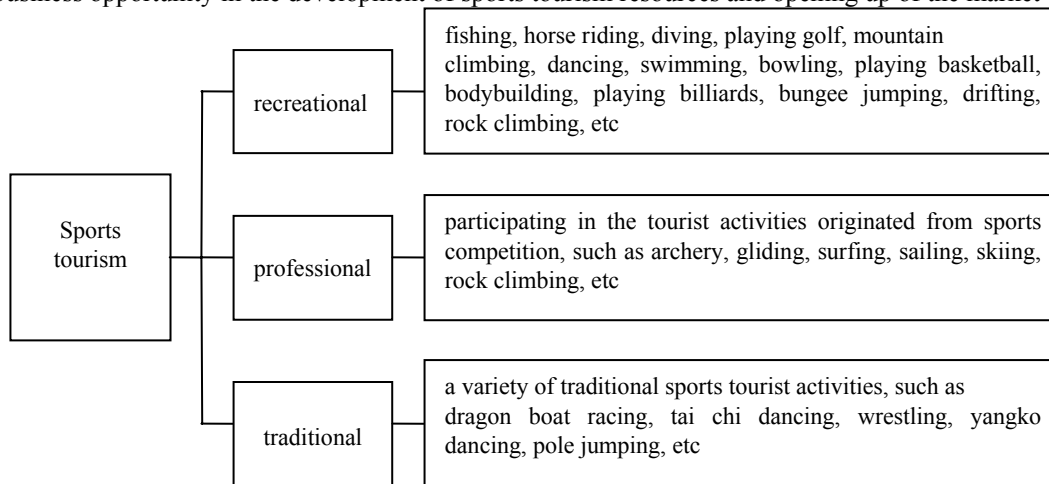 business opportunity in the development of sports tourism resources and opening up of the market
fishing, horse riding, diving, playing golf, mountain
climbing, dancing, swimming, bowling, playing basketball,
bodybuilding, playing billiards, bungee jumping, drifting,
rock climbing, etc
recreational
Sports
tourism
participating in the tourist activities originated from sports
competition, such as archery, gliding, surfing, sailing, skiing,
rock climbing, etc
professional
a variety of traditional sports tourist activities, such as
dragon boat racing, tai chi dancing, wrestling, yangko
dancing, pole jumping, etc
traditional